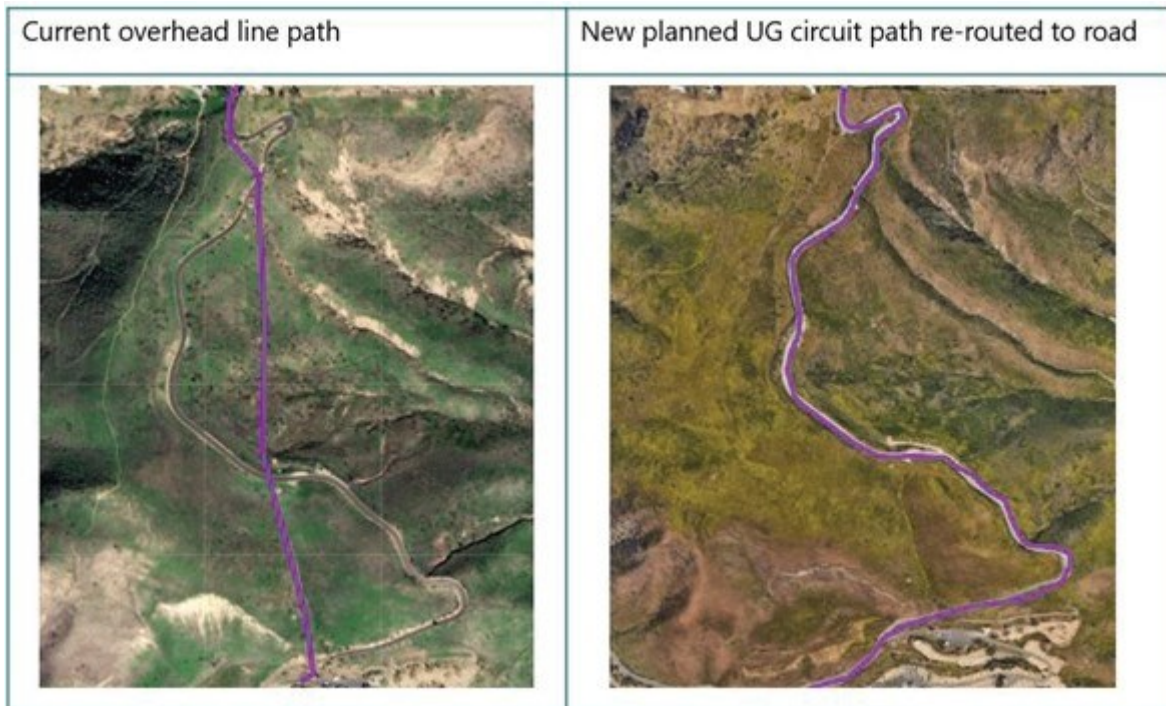 Current overhead line path
New planned UG circuit path re-routed to road